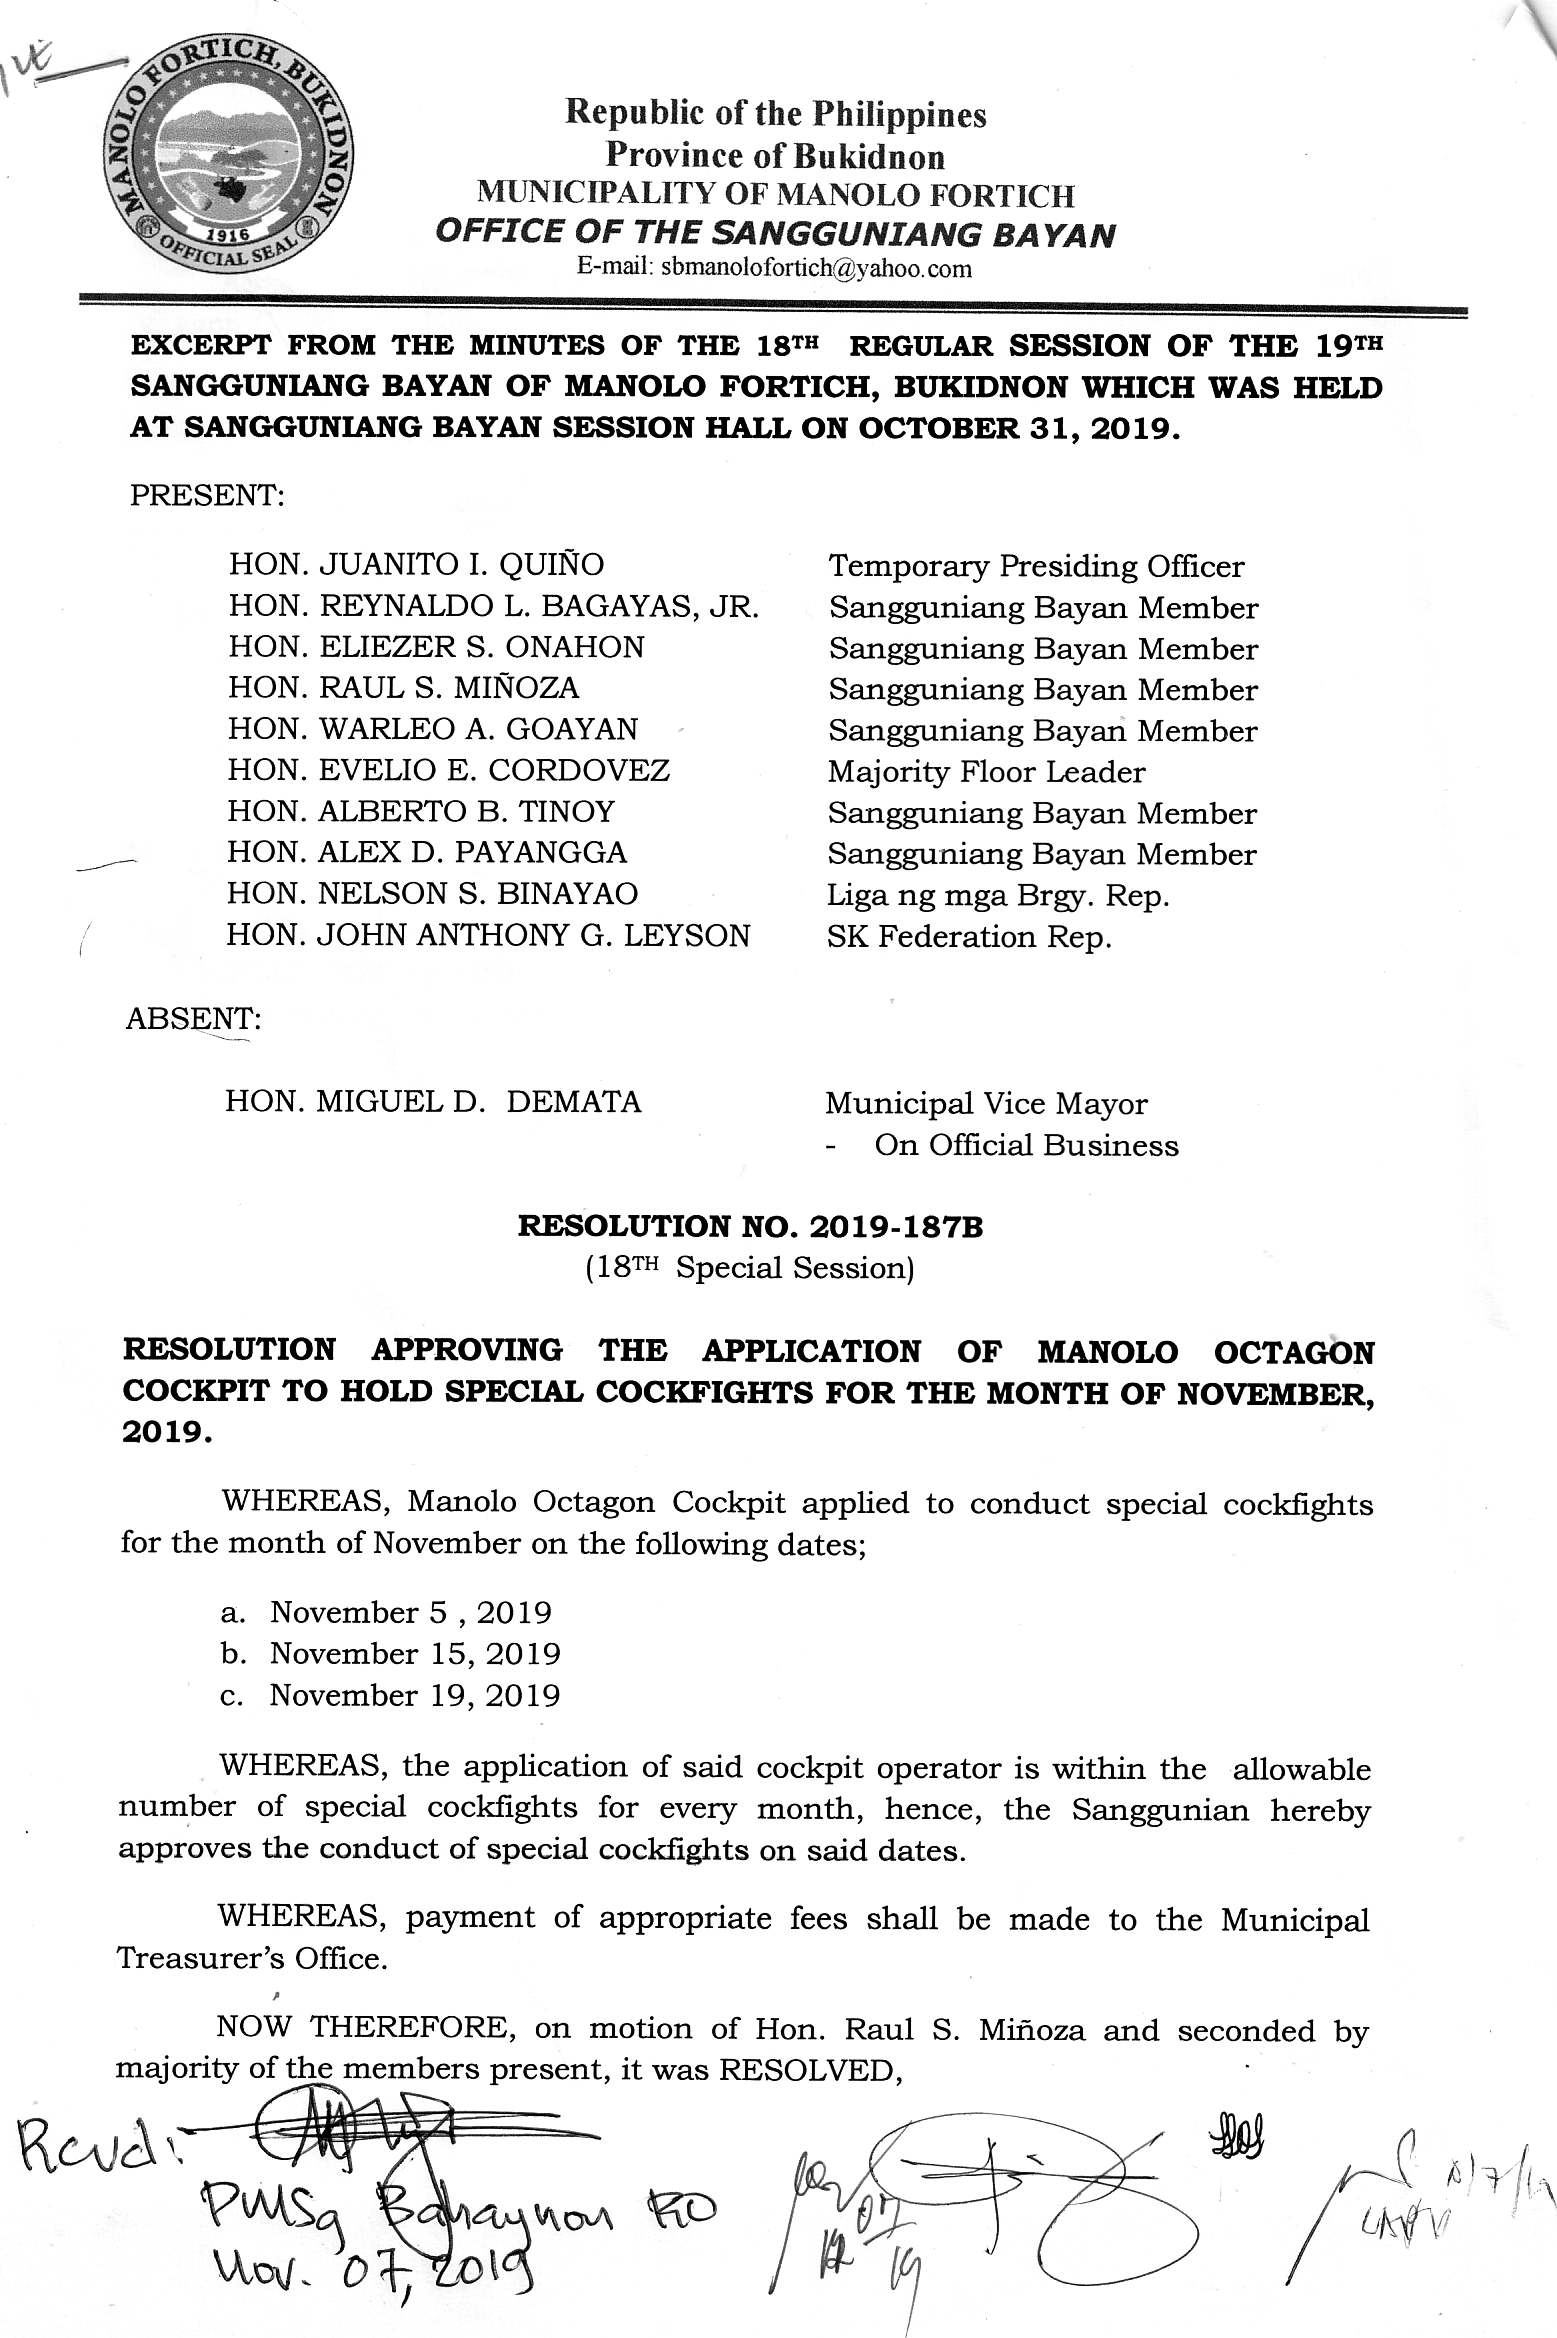 MANOLO FORTICH, BUKIDNON
1916
OFFICIAL SEAL
Republic of the Philippines
Province of Bukidnon
MUNICIPALITY OF MANOLO FORTICH
OFFICE OF THE SANGGUNIANG BAYAN
E-mail: sbmanolofortich@yahoo.com
EXCERPT FROM THE MINUTES OF THE 18TH REGULAR SESSION OF THE 19TH
SANGGUNIANG BAYAN OF MANOLO FORTICH, BUKIDNON WHICH WAS HELD
AT SANGGUNIANG BAYAN SESSION HALL ON OCTOBER 31, 2019.
PRESENT:
HON. JUANITO I. QUIÑO Temporary Presiding Officer
HON. REYNALDO L. BAGAYAS, JR. Sangguniang Bayan Member
HON. ELIEZER S. ONAHON Sangguniang Bayan Member
HON. RAUL S. MIÑOZA Sangguniang Bayan Member
HON. WARLEO A. GOAYAN Sangguniang Bayan Member
HON. EVELIO E. CORDOVEZ Majority Floor Leader
HON. ALBERTO B. TINOY Sangguniang Bayan Member
HON. ALEX D. PAYANGGA Sangguniang Bayan Member
HON. NELSON S. BINAYAO Liga ng mga Brgy. Rep.
HON. JOHN ANTHONY G. LEYSON SK Federation Rep.
ABSENT:
HON. MIGUEL D. DEMATA Municipal Vice Mayor
- On Official Business
RESOLUTION NO. 2019-187B
(18TH Special Session)
RESOLUTION APPROVING THE APPLICATION OF MANOLO OCTAGON
COCKPIT TO HOLD SPECIAL COCKFIGHTS FOR THE MONTH OF NOVEMBER,
2019.
WHEREAS, Manolo Octagon Cockpit applied to conduct special cockfights
for the month of November on the following dates;
a. November 5 , 2019
b. November 15, 2019
c. November 19, 2019
WHEREAS, the application of said cockpit operator is within the allowable
number of special cockfights for every month, hence, the Sanggunian hereby
approves the conduct of special cockfights on said dates.
WHEREAS, payment of appropriate fees shall be made to the Municipal
Treasurer's Office.
NOW THEREFORE, on motion of Hon. Raul S. Miñoza and seconded by
majority of the members present, it was RESOLVED,
Rcvd:
PMSg
Nov. 07, 2019